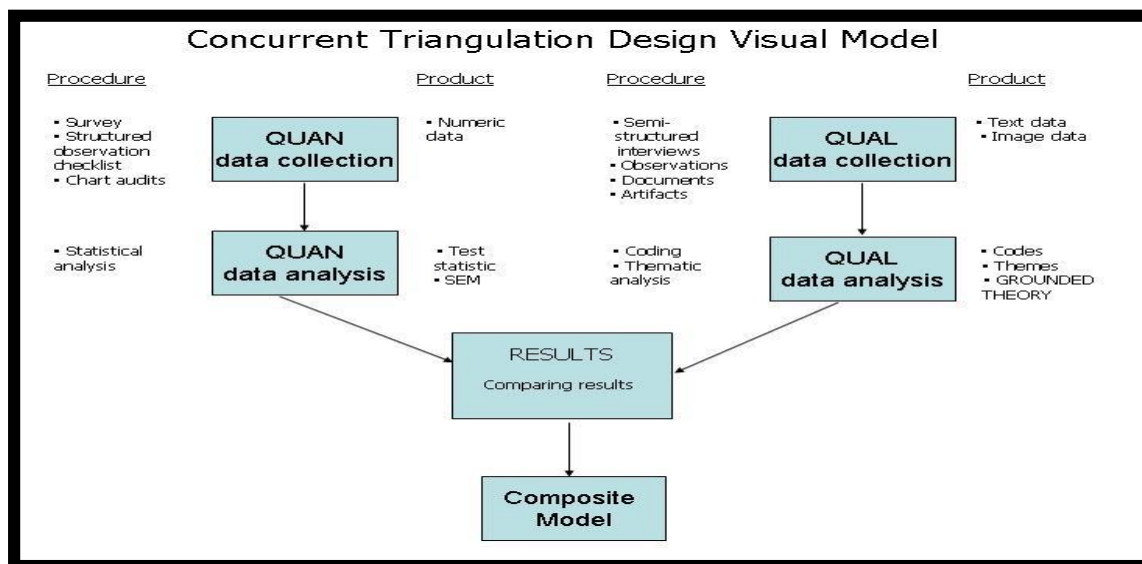 Concurrent Triangulation Design Visual Model
Procedure
Product
Procedure
Product
▪ Survey
▪ Structured
observation
checklist
▪ Chart audits
QUAN
data collection
▪ Numeric
data
▪ Semi-
structured
interviews
▪ Observations
▪ Documents
▪ Artifacts
QUAL
data collection
▪ Text data
▪ Image data
▪ Statistical
analysis
QUAN
data analysis
▪ Test
statistic
▪ SEM
▪ Coding
▪ Thematic
analysis
QUAL
data analysis
▪ Codes
▪ Themes
▪ GROUNDED
THEORY
RESULTS
Comparing results
Composite
Model